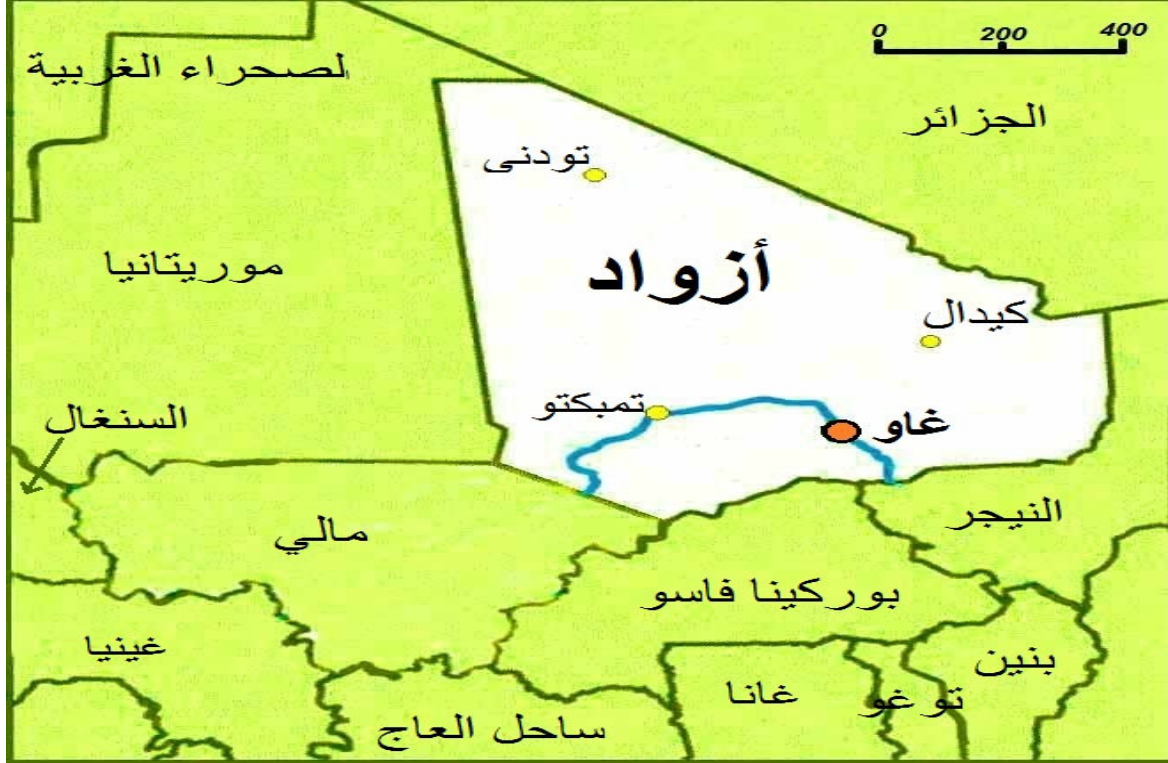 0 200 400
لصحراء الغربية
الجزائر
تودنى
موريتانيا
أزواد
كيدال
تمبكتو
غاو
السنغال
النيجر
مالي
بوركينا فاسو
غينيا
بنين
غانا
توغو
ساحل العاج